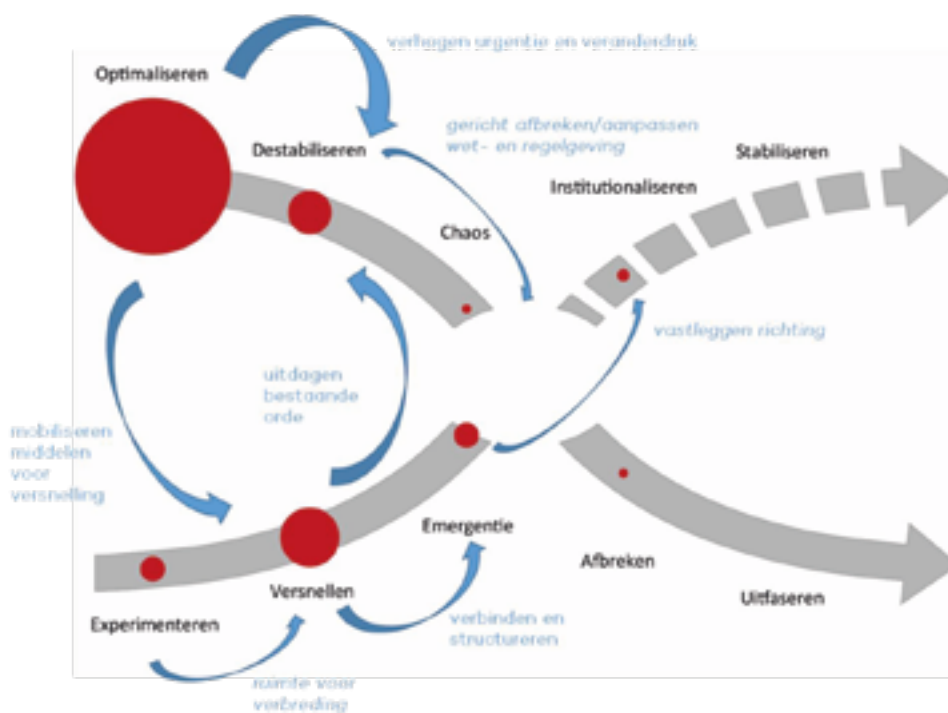 verhogen urgentie en veranderdruk
Optimaliseren
gericht afbreken/aanpassen
wet- en regelgeving
Destabiliseren
Stabiliseren
Institutionaliseren
Chaos
vastleggen richting
uitdagen
bestaande
orde
mobiliseren
middelen
voor
versnelling
Emergentie
Afbreken
Versnellen
Uitfaseren
Experimenteren
verbinden en
structureren
ruimte voor
verbreding